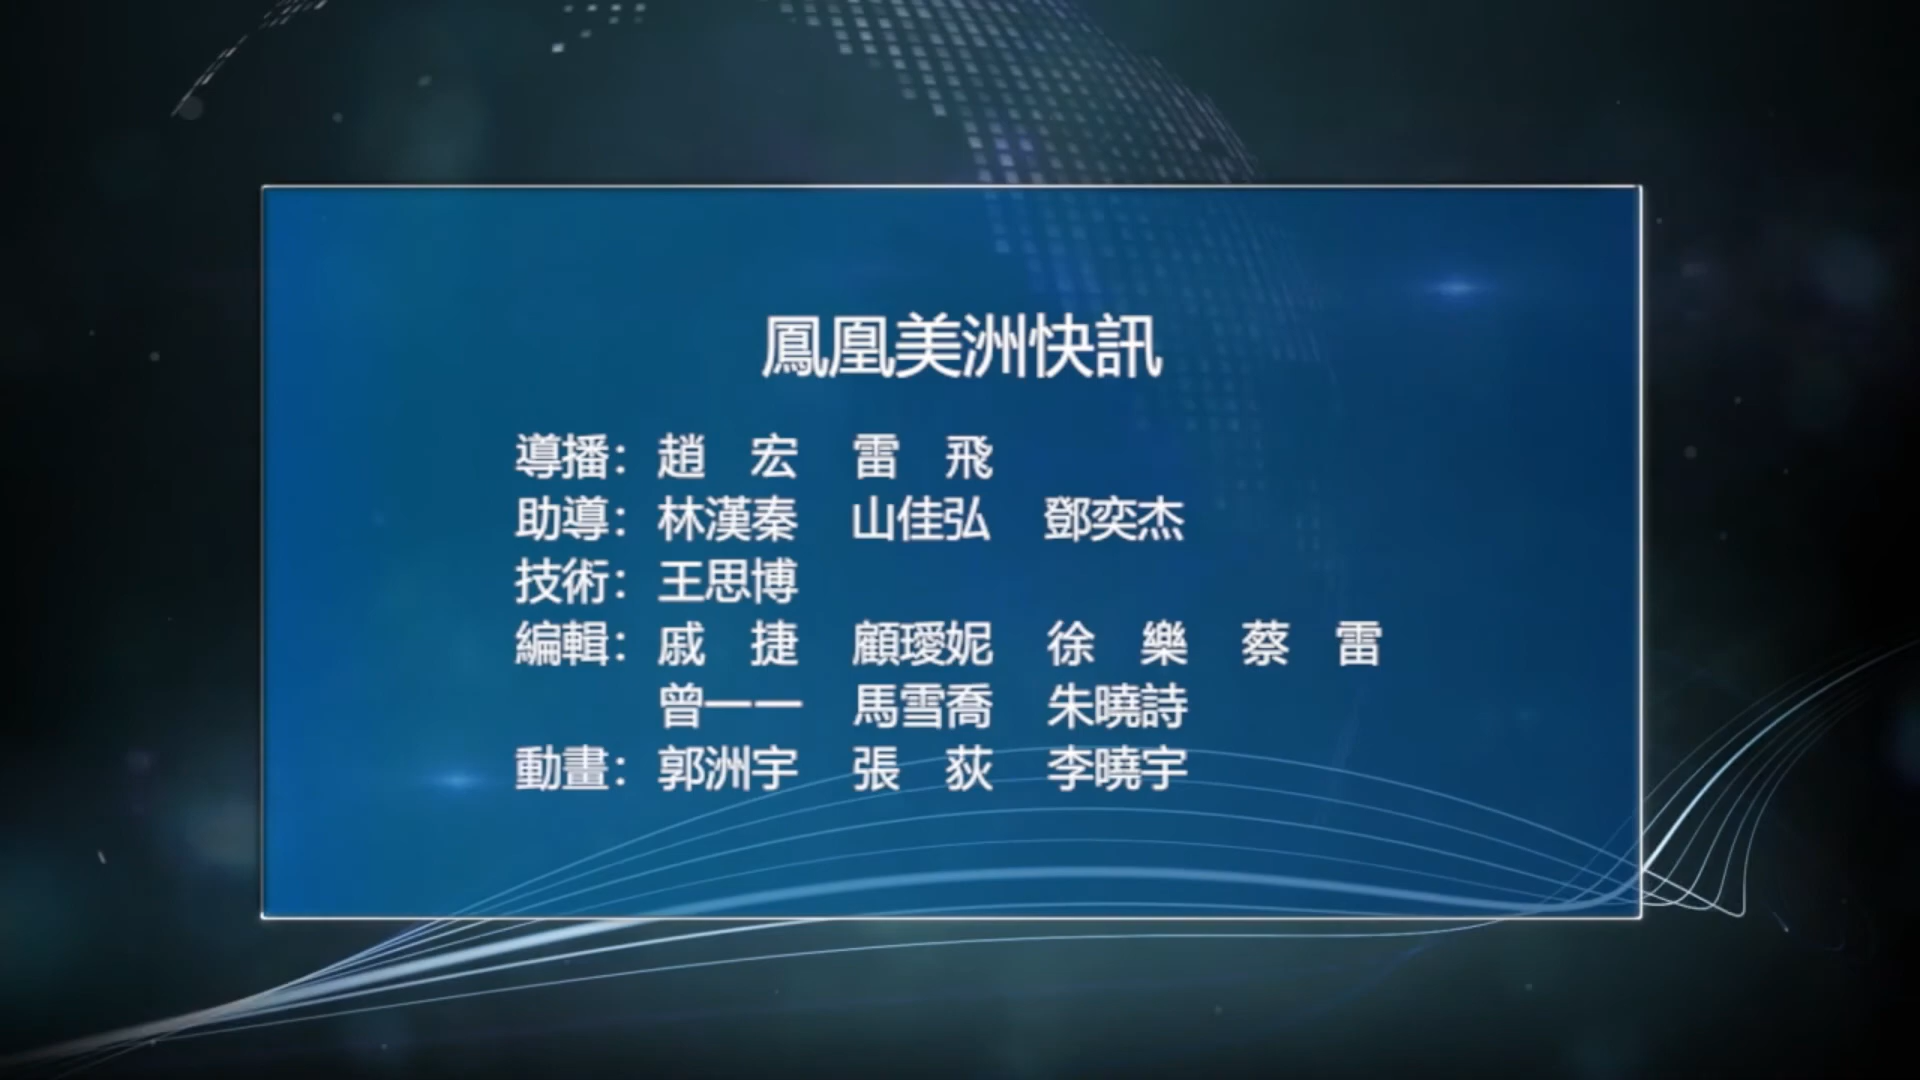 鳳凰美洲快訊
導播：趙　宏　雷　飛
助導：林漢秦　山佳弘　鄧奕杰
技術：王思博
編輯：戚　捷　顧璦妮　徐　樂　蔡　雷
曾一一　馬雪喬　朱曉詩
動畫：郭洲宇　張　荻　李曉宇